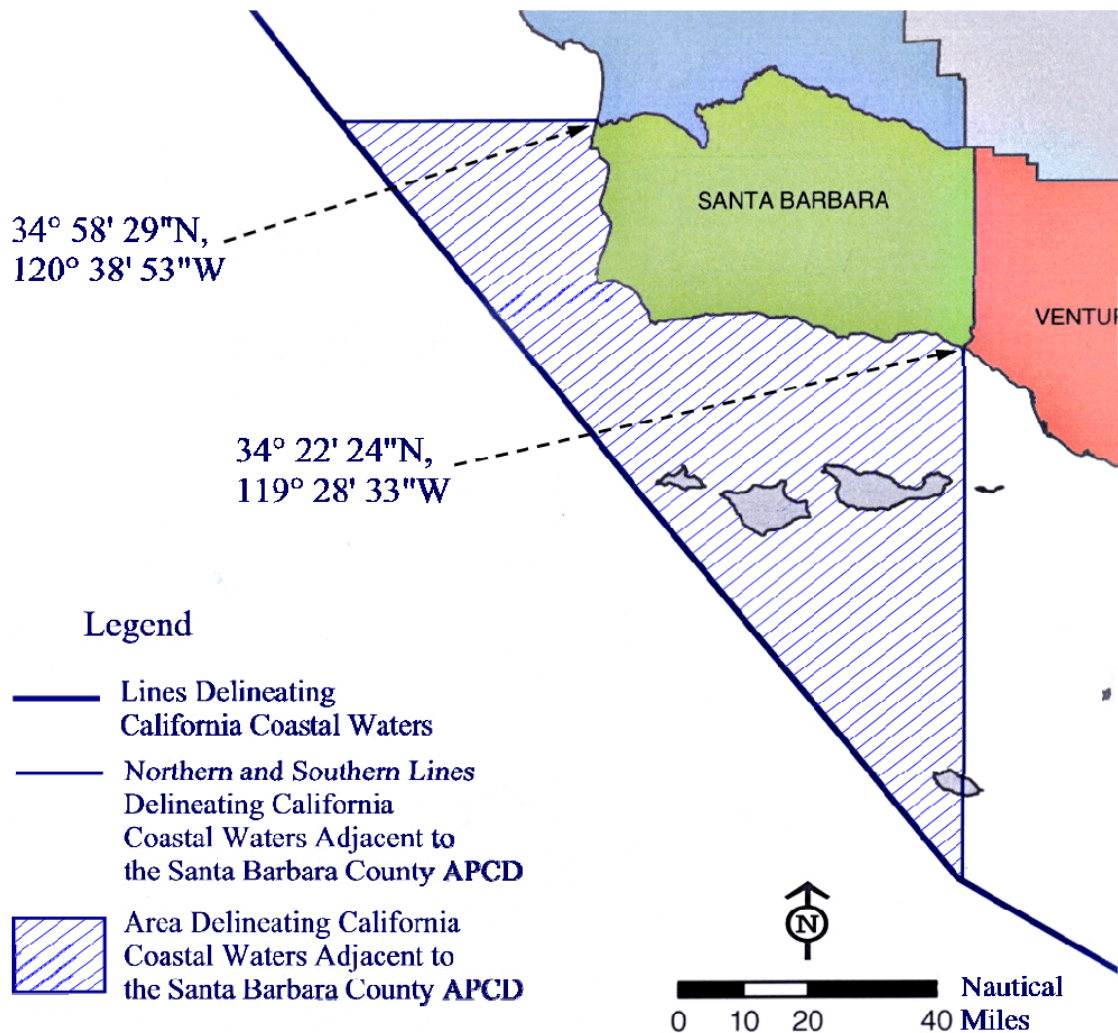 SANTA BARBARA
34° 58' 29"N,
120° 38' 53"W
VENTUR
34° 22' 24"N,
119° 28' 33"W
Legend
Lines Delineating
California Coastal Waters
Northern and Southern Lines
Delineating California
Coastal Waters Adjacent to
the Santa Barbara County APCD
Area Delineating California
Coastal Waters Adjacent to
the Santa Barbara County APCD
N
Nautical
Miles
0 10 20 40